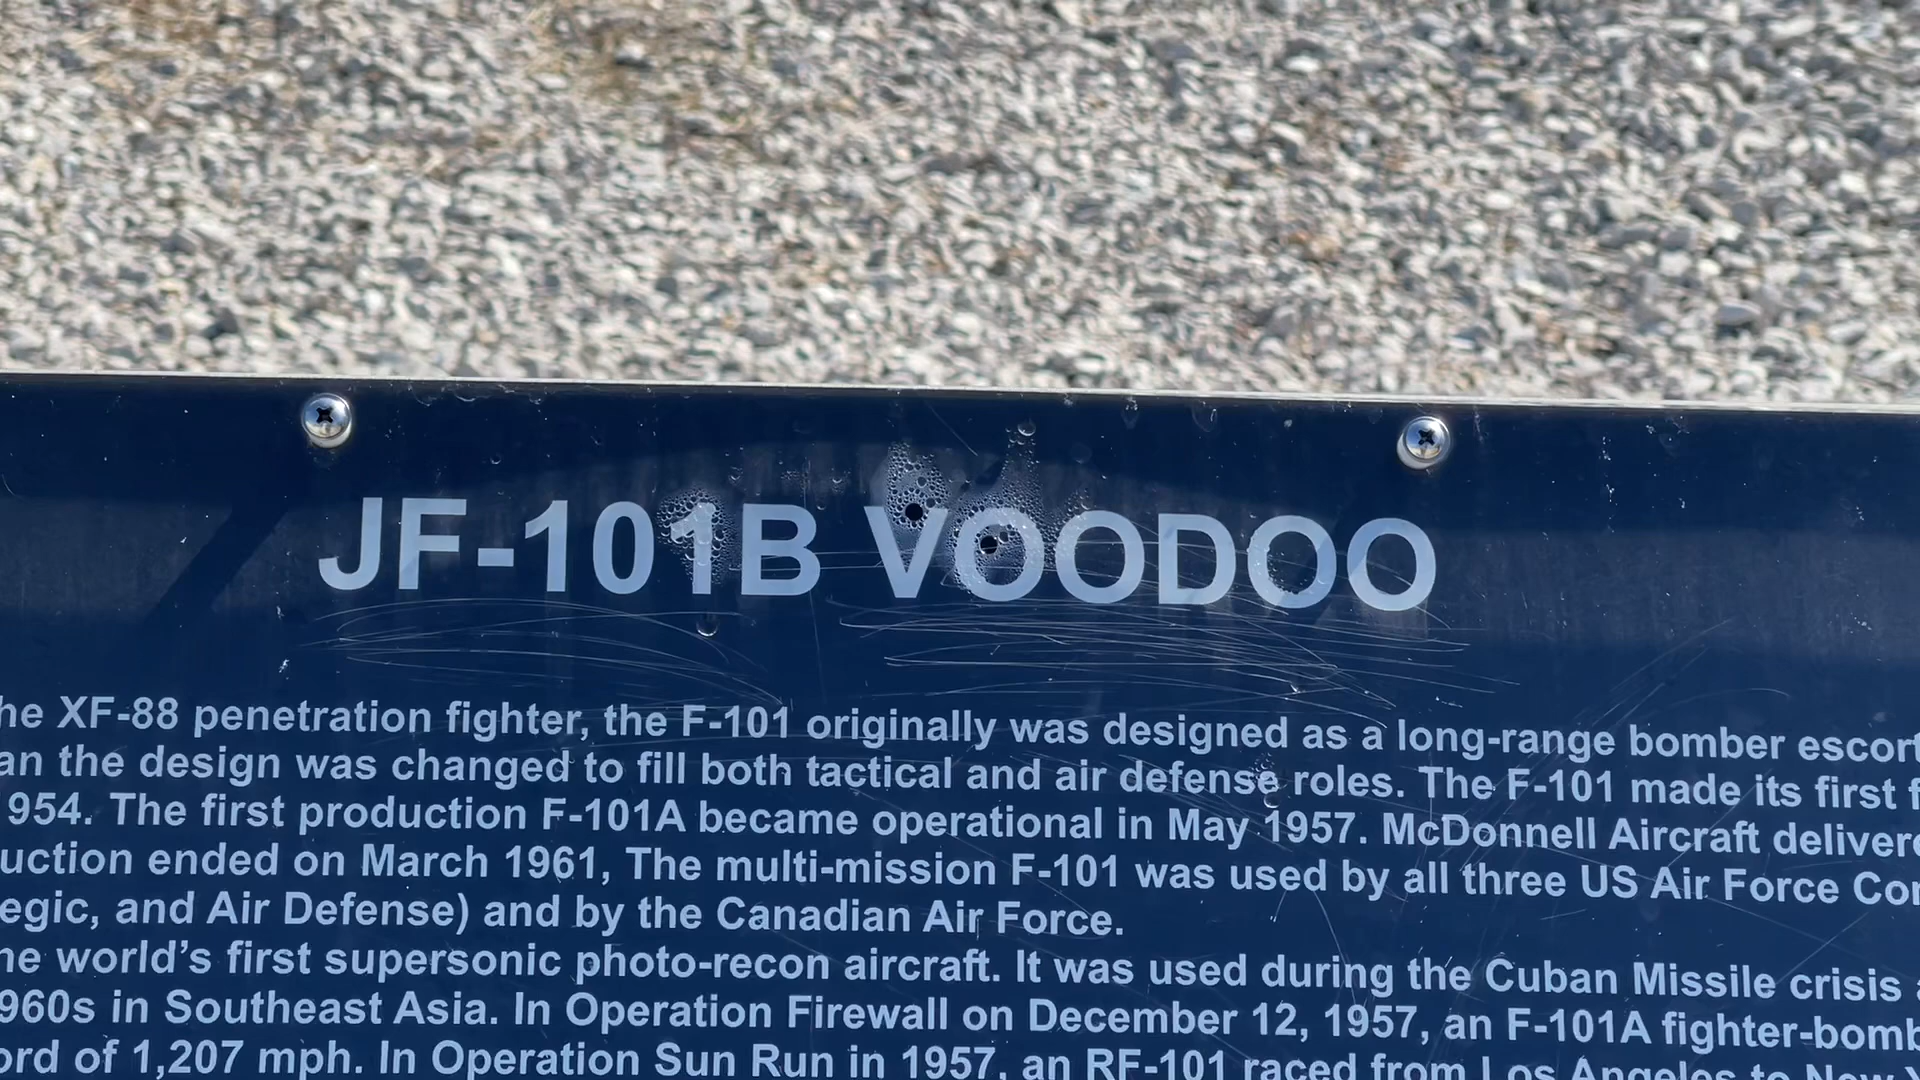 JF-101B VOODOO
he XF-88 penetration fighter, the F-101 originally was designed as a long-range bomber escort
an the design was changed to fill both tactical and air defense roles. The F-101 made its first f
1954. The first production F-101A became operational in May 1957. McDonnell Aircraft delivere
uction ended on March 1961, The multi-mission F-101 was used by all three US Air Force Con
egic, and Air Defense) and by the Canadian Air Force.
he world’s first supersonic photo-recon aircraft. It was used during the Cuban Missile crisis a
960s in Southeast Asia. In Operation Firewall on December 12, 1957, an F-101A fighter-bomb
ord of 1,207 mph. In Operation Sun Run in 1957, an RF-101 raced from Los Angeles to New Y